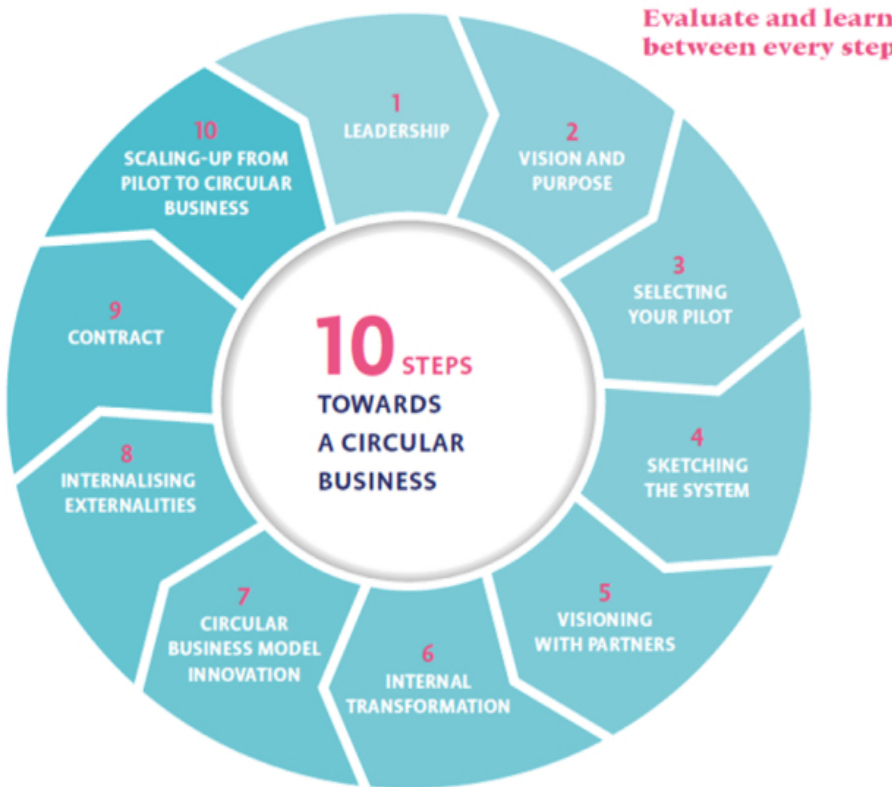 Evaluate and learn
between every step
1
LEADERSHIP
2
VISION AND
PURPOSE
3
SELECTING
YOUR PILOT
4
SKETCHING
THE SYSTEM
5
VISIONING
WITH PARTNERS
6
INTERNAL
TRANSFORMATION
7
CIRCULAR
BUSINESS MODEL
INNOVATION
8
INTERNALISING
EXTERNALITIES
9
CONTRACT
10
SCALING-UP FROM
PILOT TO CIRCULAR
BUSINESS
10 STEPS
TOWARDS
A CIRCULAR
BUSINESS